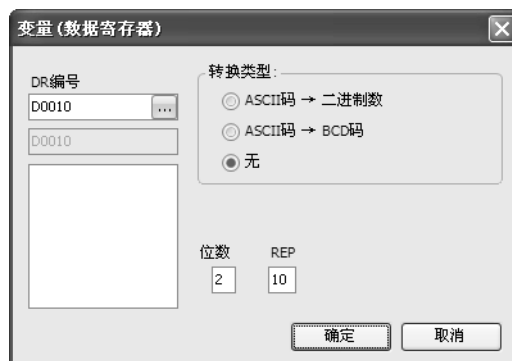 变量(数据寄存器)
DR编号
D0010
...
D0010
转换类型:
ASCII码 → 二进制数
ASCII码 → BCD码
无
位数 REP
2 10
确定 取消